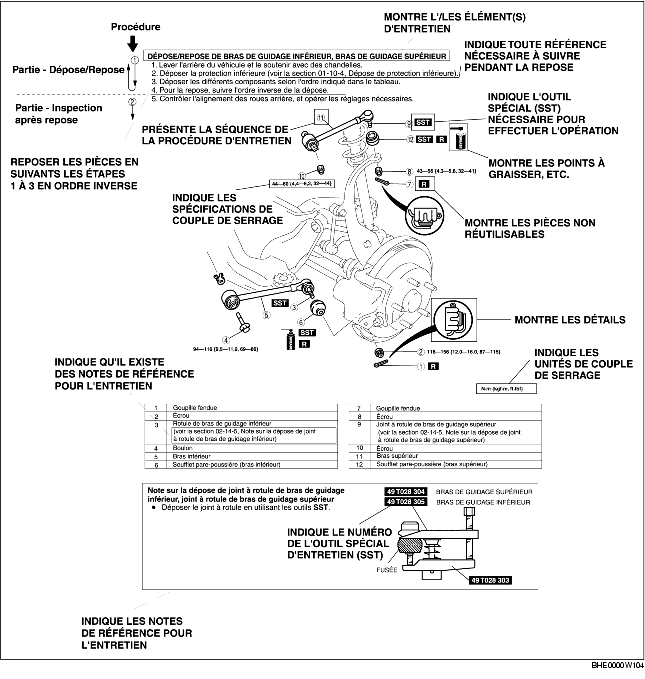 MONTRE L'/LES ÉLÉMENT(S)
D'ENTRETIEN
Procédure
Partie - Dépose/Repose
1
2
Partie - Inspection
après repose
REPOSER LES PIÈCES EN
SUIVANTS LES ÉTAPES
1 À 3 EN ORDRE INVERSE
DÉPOSE/REPOSE DE BRAS DE GUIDAGE INFÉRIEUR, BRAS DE GUIDAGE SUPÉRIEUR
1. Lever l'arrière du véhicule et le soutenir avec des chandelles.
2. Déposer la protection inférieure (voir la section 01-10-4, Dépose de protection inférieure).
3. Déposer les différents composants selon l'ordre indiqué dans le tableau.
4. Pour la repose, suivre l'ordre inverse de la dépose.
5. Contrôler l'alignement des roues arrière, et opérer les réglages nécessaires.
INDIQUE TOUTE RÉFÉRENCE
NÉCESSAIRE À SUIVRE
PENDANT LA REPOSE
INDIQUE L'OUTIL
SPÉCIAL (SST)
NÉCESSAIRE POUR
EFFECTUER L'OPÉRATION
PRÉSENTE LA SÉQUENCE DE
LA PROCÉDURE D'ENTRETIEN
11
9 SST
12 SST R
MONTRE LES POINTS À
GRAISSER, ETC.
10
44—60 (4,4—6,2, 32—44)
8 43—56 (4.3—5.8, 32—41)
7 R
INDIQUE LES
SPÉCIFICATIONS DE
COUPLE DE SERRAGE
MONTRE LES PIÈCES NON
RÉUTILISABLES
SST
3
5
6
SST
R
4
94—116 (9,5—11,9, 69—86)
MONTRE LES DÉTAILS
2 118—156 (12.0—16.0, 87—115)
1 R
INDIQUE LES
UNITÉS DE COUPLE
DE SERRAGE
N·m {kgf·m, ft·lbf}
INDIQUE QU'IL EXISTE
DES NOTES DE RÉFÉRENCE
POUR L'ENTRETIEN
1 Goupille fendue
2 Écrou
3 Rotule de bras de guidage inférieur
(voir la section 02-14-5, Note sur la dépose de joint
à rotule de bras de guidage inférieur)
4 Boulon
5 Bras inférieur
6 Soufflet pare-poussière (bras inférieur)
7 Goupille fendue
8 Écrou
9 Joint à rotule de bras de guidage supérieur
(voir la section 02-14-5, Note sur la dépose de joint
à rotule de bras de guidage supérieur)
10 Écrou
11 Bras supérieur
12 Soufflet pare-poussière (bras supérieur)
Note sur la dépose de joint à rotule de bras de guidage
inférieur, joint à rotule de bras de guidage supérieur
● Déposer le joint à rotule en utilisant les outils SST.
49 T028 304 BRAS DE GUIDAGE SUPÉRIEUR
49 T028 305 BRAS DE GUIDAGE INFÉRIEUR
INDIQUE LE NUMÉRO
DE L'OUTIL SPÉCIAL
D'ENTRETIEN (SST)
FUSÉE
49 T028 303
INDIQUE LES NOTES
DE RÉFÉRENCE POUR
L'ENTRETIEN
BHE0000W104